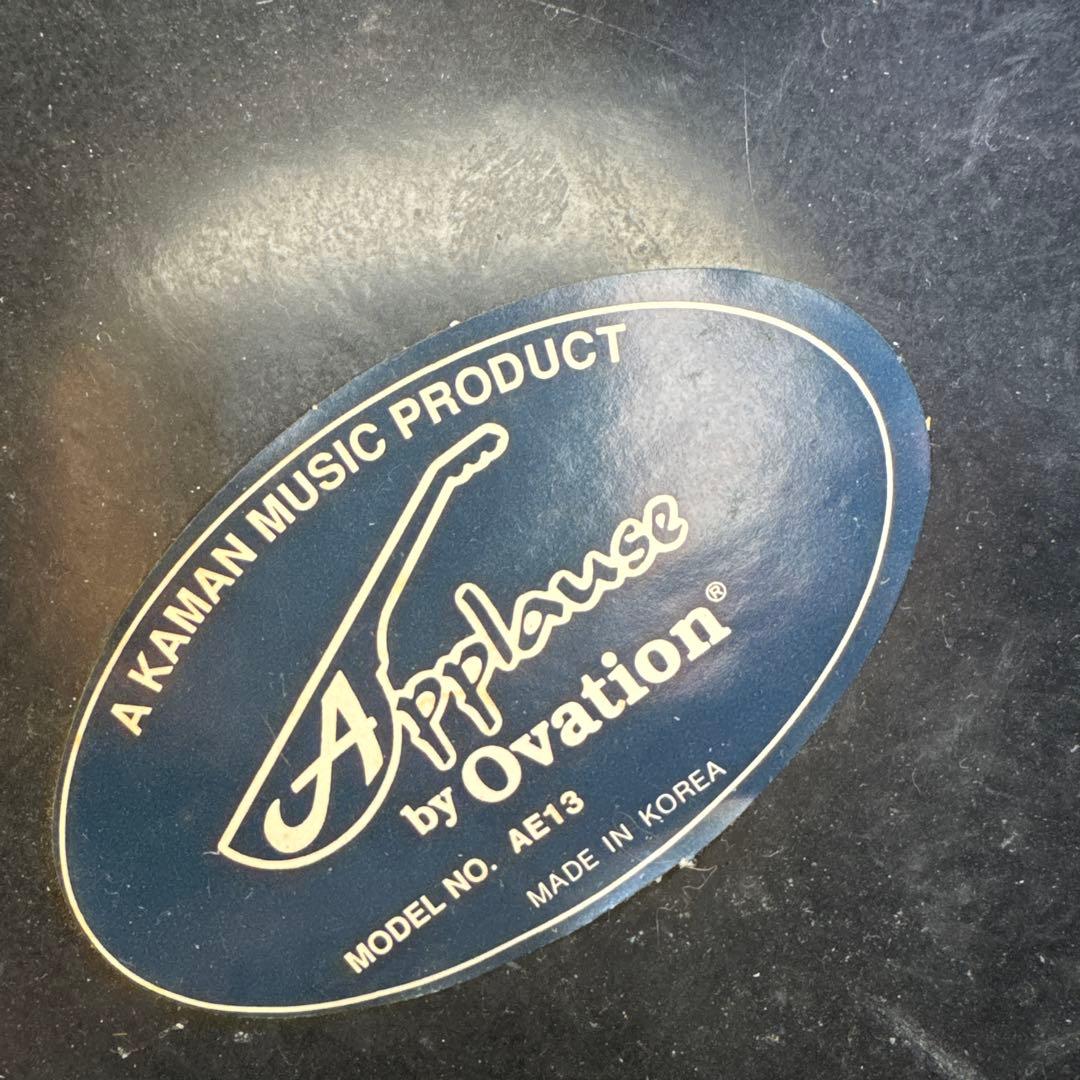 A KAMAN MUSIC PRODUCT
Applause
by Ovation®
MODEL NO. AE13
MADE IN KOREA